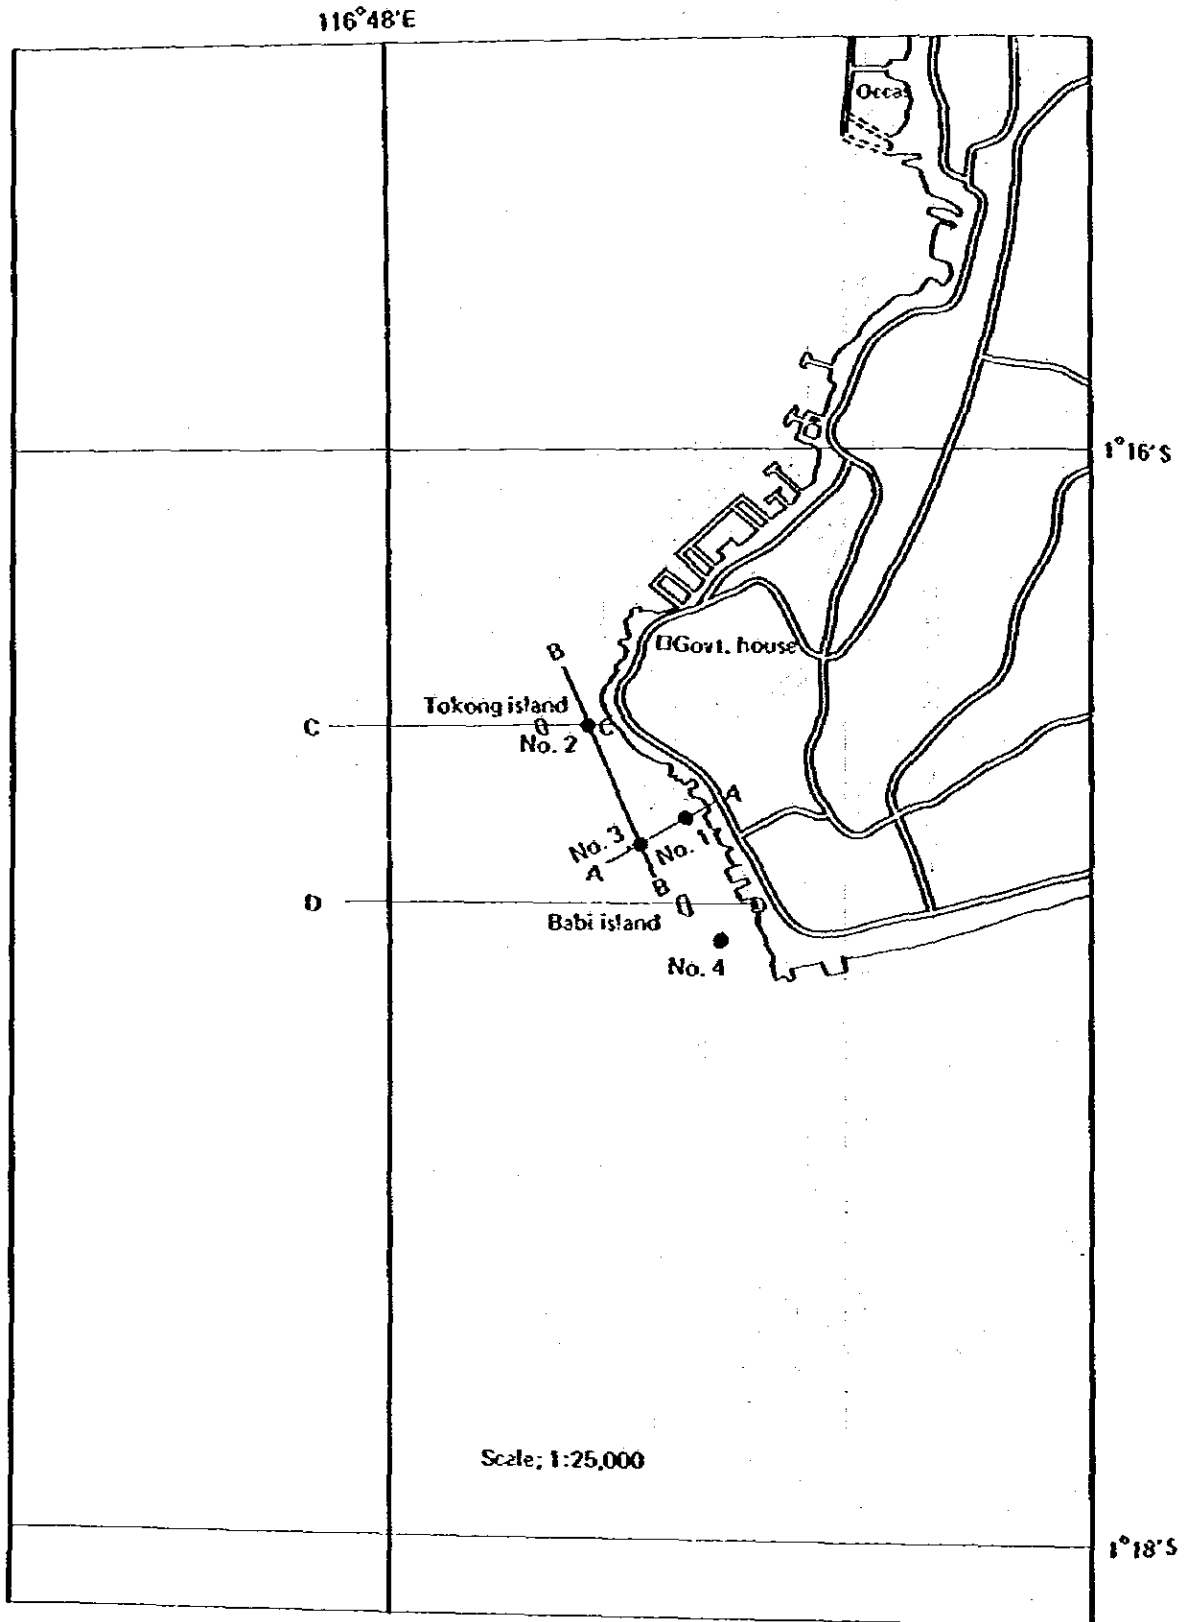 116°48'E
Occas
1°16'S
Govt. house
B
Tokong island
C
C
No. 2
A
No. 3
No. 1
A
B
D
D
Babi island
No. 4
Scale; 1:25,000
1°18'S